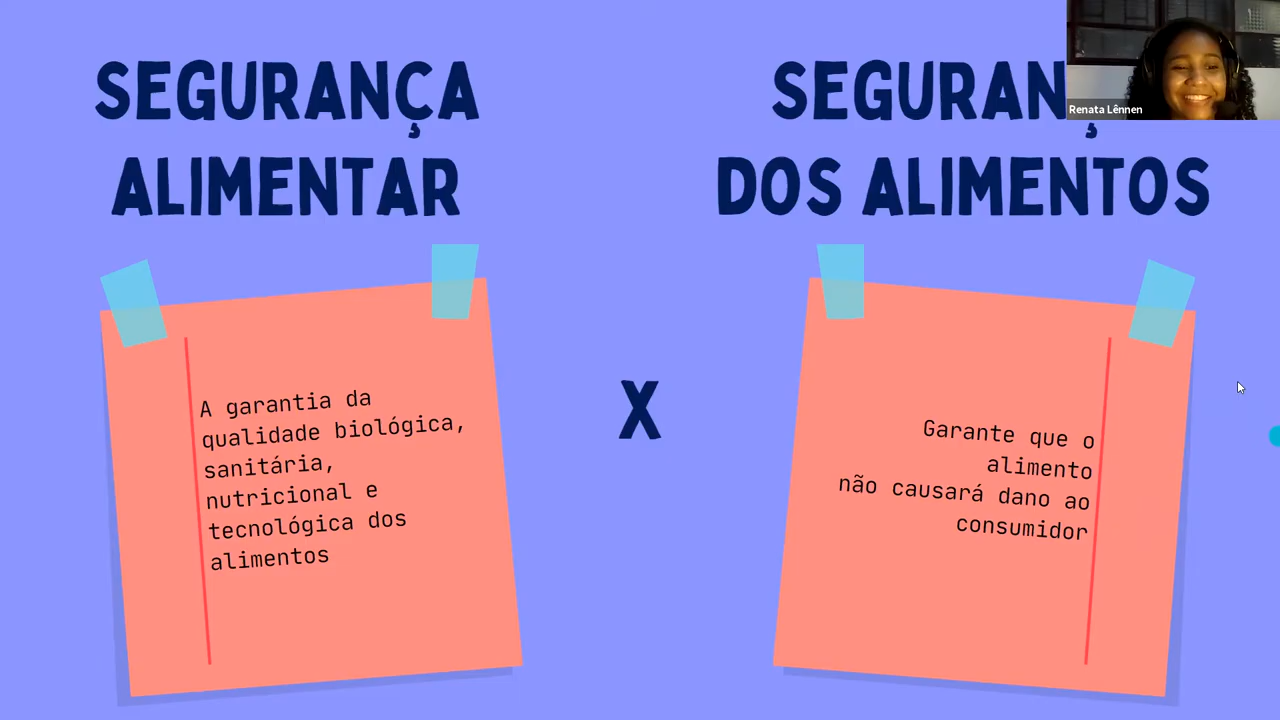 SEGURANÇA
ALIMENTAR
A garantia da
qualidade biológica,
sanitária,
nutricional e
tecnológica dos
alimentos
X
DOS ALIMENTOS
Garante que o
alimento
não causará dano ao
consumidor
Renata Lênnen